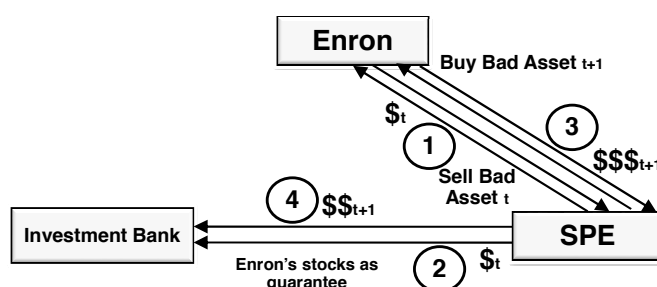 Enron
Buy Bad Asset t+1
$t
1
3
$$$t+1
Sell Bad
Asset t
4
$$t+1
Investment Bank
SPE
Enron's stocks as
guarantee
2
$t